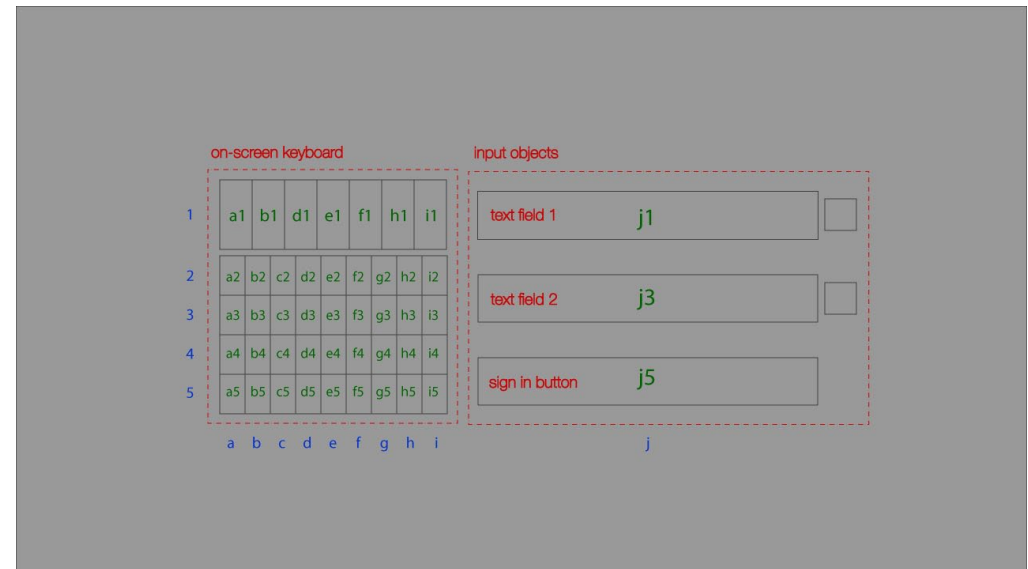 on-screen keyboard
input objects
1 a1 b1 d1 e1 f1 h1 i1
text field 1 j1
2 a2 b2 c2 d2 e2 f2 g2 h2 i2
3 a3 b3 c3 d3 e3 f3 g3 h3 i3
text field 2 j3
4 a4 b4 c4 d4 e4 f4 g4 h4 i4
5 a5 b5 c5 d5 e5 f5 g5 h5 i5
sign in button j5
a b c d e f g h i
j